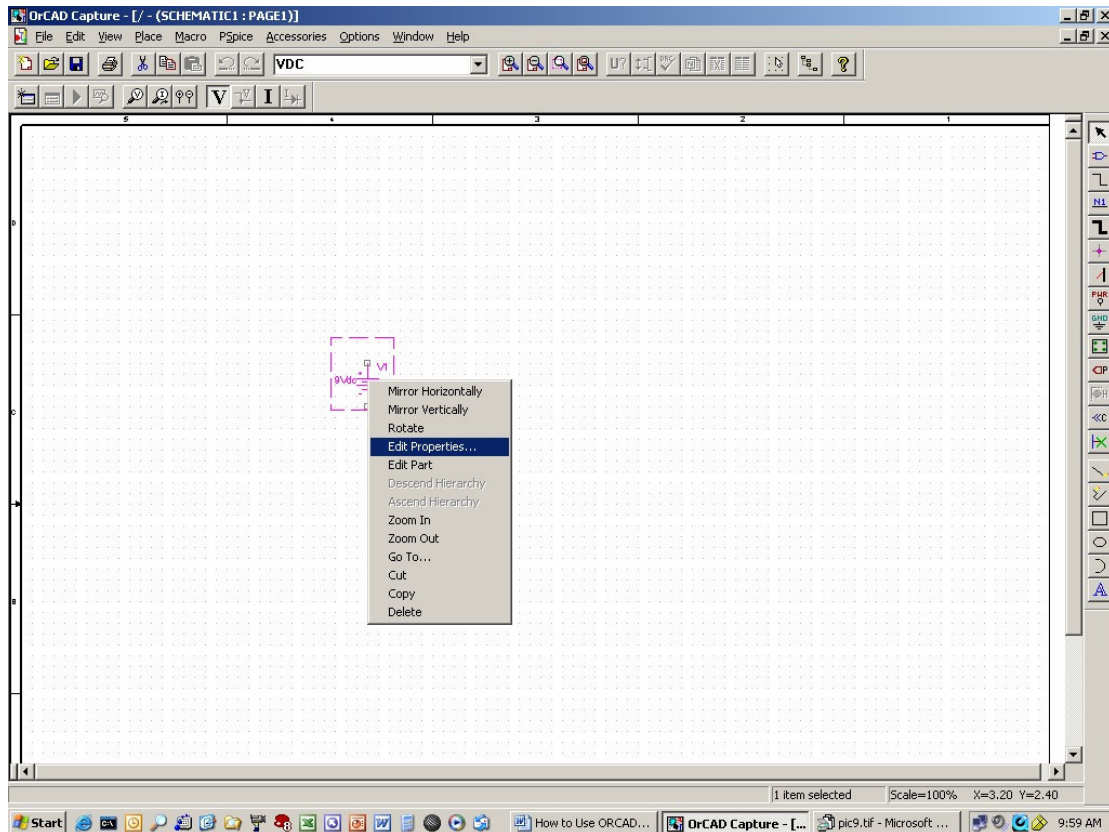 OrCAD Capture - [/ - (SCHEMATIC1 : PAGE1)]
File Edit View Place Macro PSpice Accessories Options Window Help
VDC
U?
V I
5 4 3 2 1
D
N1
PWR
GND
V1
9Vdc
C
B
Mirror Horizontally
Mirror Vertically
Rotate
Edit Properties...
Edit Part
Descend Hierarchy
Ascend Hierarchy
Zoom In
Zoom Out
Go To...
Cut
Copy
Delete
A
1 item selected Scale=100% X=3.20 Y=2.40
Start How to Use ORCAD... OrCAD Capture - [... pic9.tif - Microsoft ... 9:59 AM